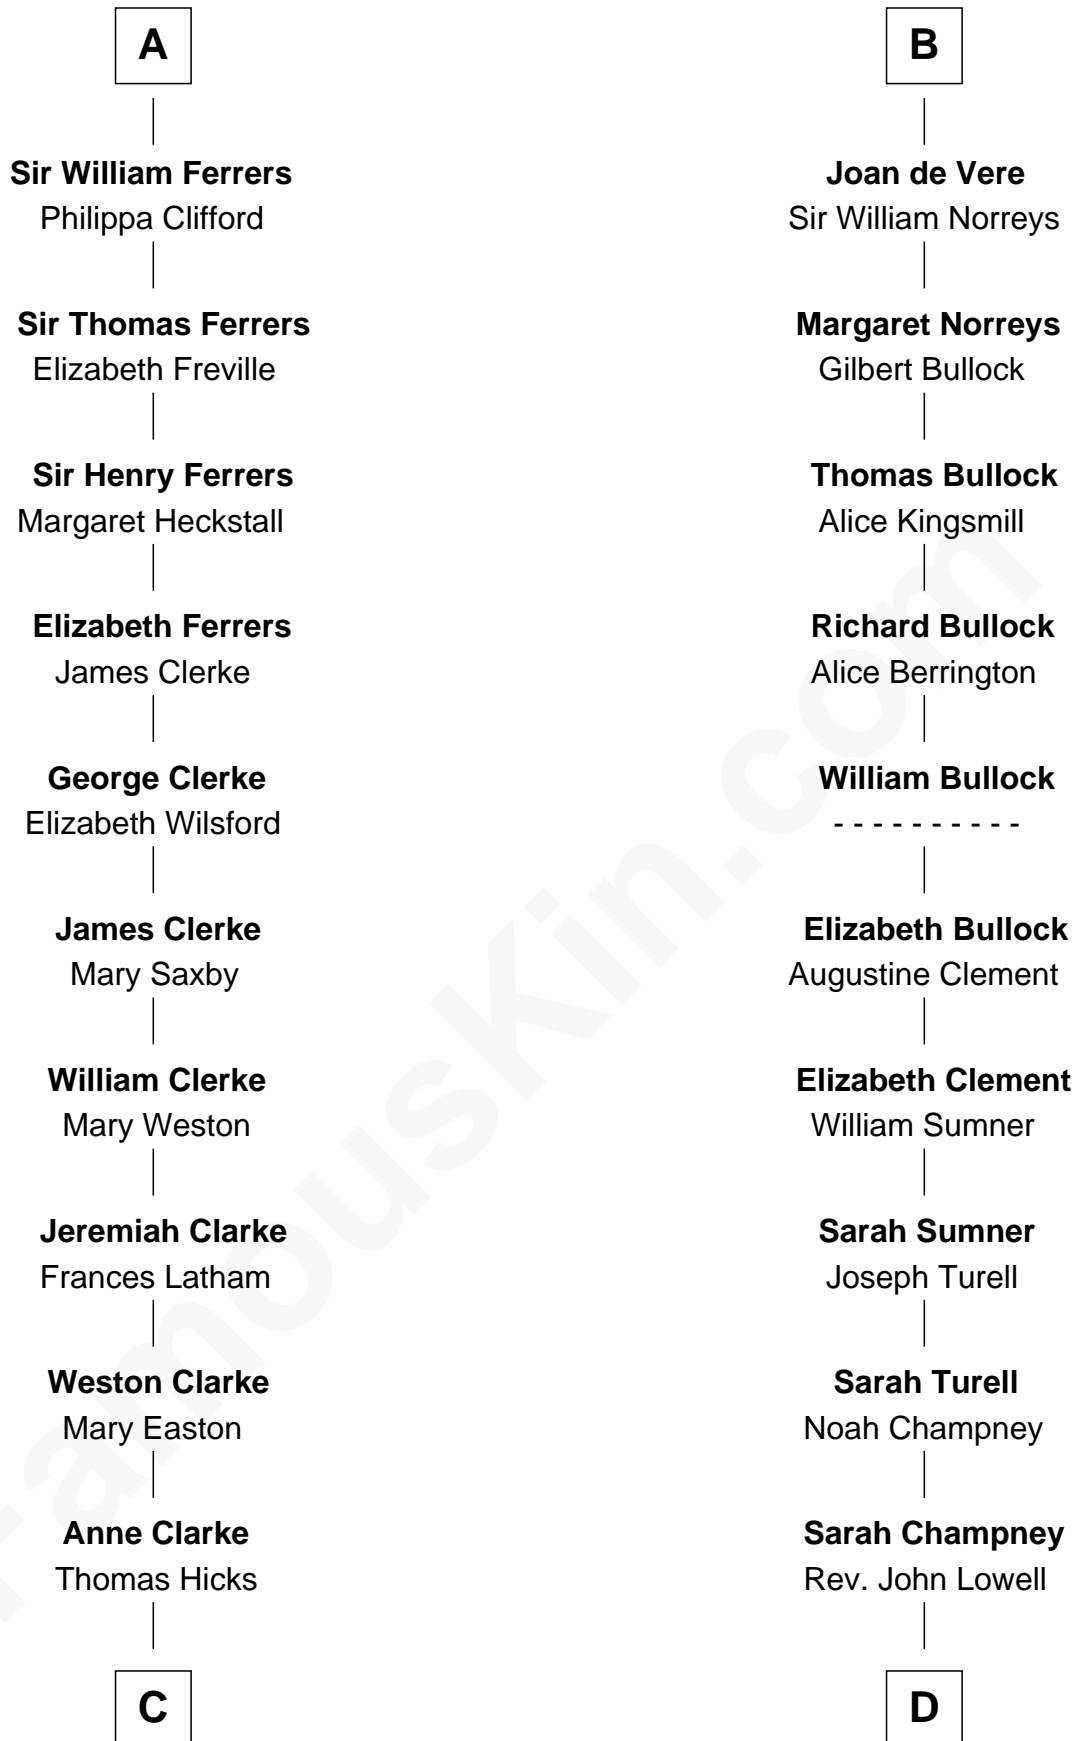 A
Sir William Ferrers
Philippa Clifford
Sir Thomas Ferrers
Elizabeth Freville
Sir Henry Ferrers
Margaret Heckstall
Elizabeth Ferrers
James Clerke
George Clerke
Elizabeth Wilsford
James Clerke
Mary Saxby
William Clerke
Mary Weston
Jeremiah Clarke
Frances Latham
Weston Clarke
Mary Easton
Anne Clarke
Thomas Hicks
C
B
Joan de Vere
Sir William Norreys
Margaret Norreys
Gilbert Bullock
Thomas Bullock
Alice Kingsmill
Richard Bullock
Alice Berrington
William Bullock
- - - - - - - - - -
Elizabeth Bullock
Augustine Clement
Elizabeth Clement
William Sumner
Sarah Sumner
Joseph Turell
Sarah Turell
Noah Champney
Sarah Champney
Rev. John Lowell
D
FamousKin.com